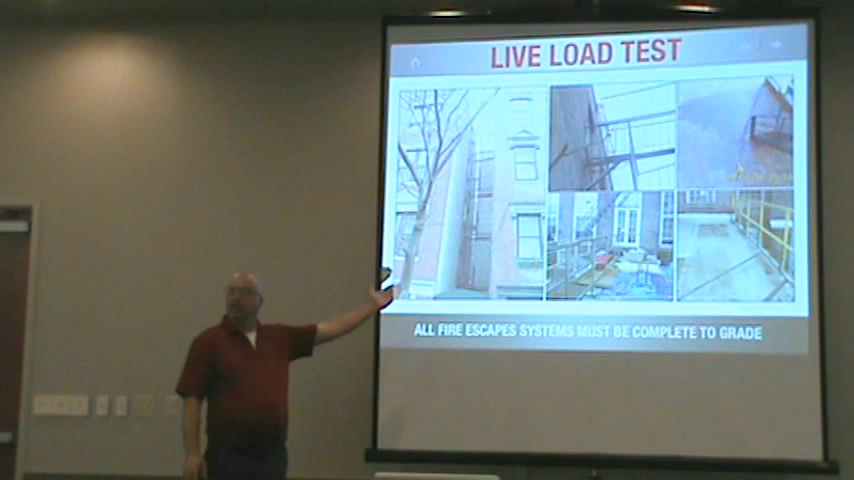 LIVE LOAD TEST
ALL FIRE ESCAPES SYSTEMS MUST BE COMPLETE TO GRADE